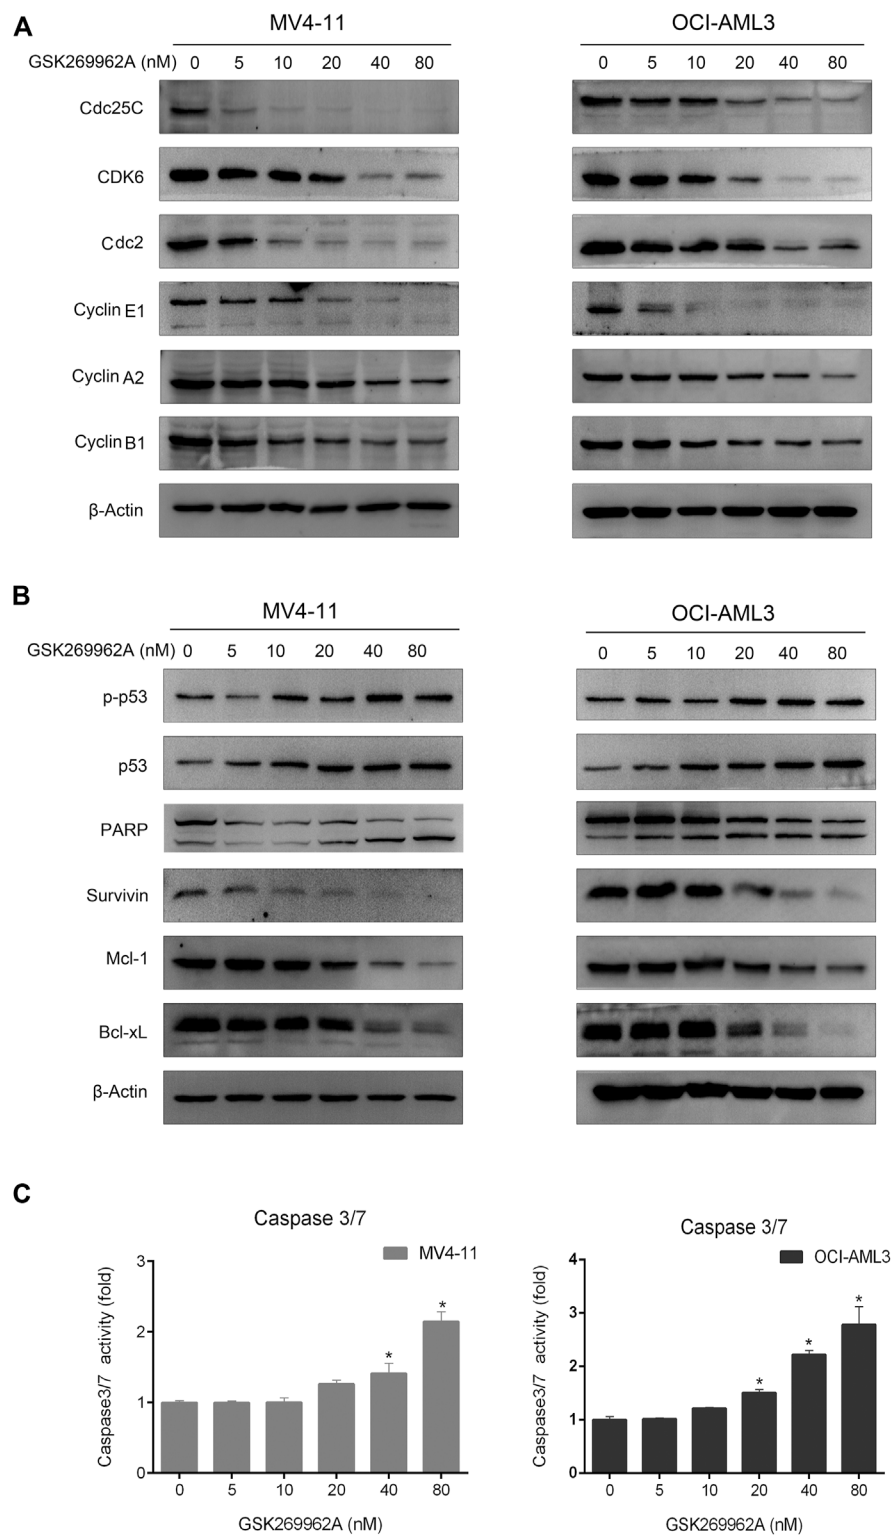 A
MV4-11 OCI-AML3
GSK269962A (nM) 0 5 10 20 40 80 0 5 10 20 40 80
Cdc25C
CDK6
Cdc2
Cyclin E1
Cyclin A2
Cyclin B1
β-Actin
B
MV4-11 OCI-AML3
GSK269962A (nM) 0 5 10 20 40 80 0 5 10 20 40 80
p-p53
p53
PARP
Survivin
Mcl-1
Bcl-xL
β-Actin
C
Caspase 3/7
MV4-11
Caspase3/7 activity (fold)
3
2
1
0
* *
0 5 10 20 40 80
GSK269962A (nM)
Caspase 3/7
OCI-AML3
Caspase3/7 activity (fold)
4
3
2
1
0
* * *
0 5 10 20 40 80
GSK269962A (nM)